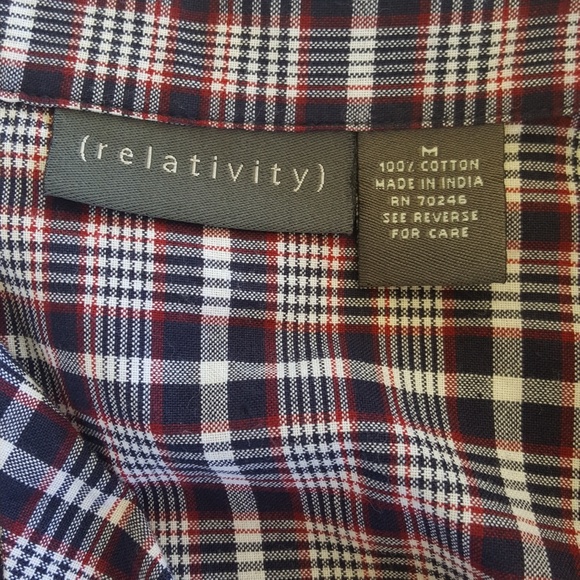 (relativity)
M
100% COTTON
MADE IN INDIA
RN 70246
SEE REVERSE
FOR CARE